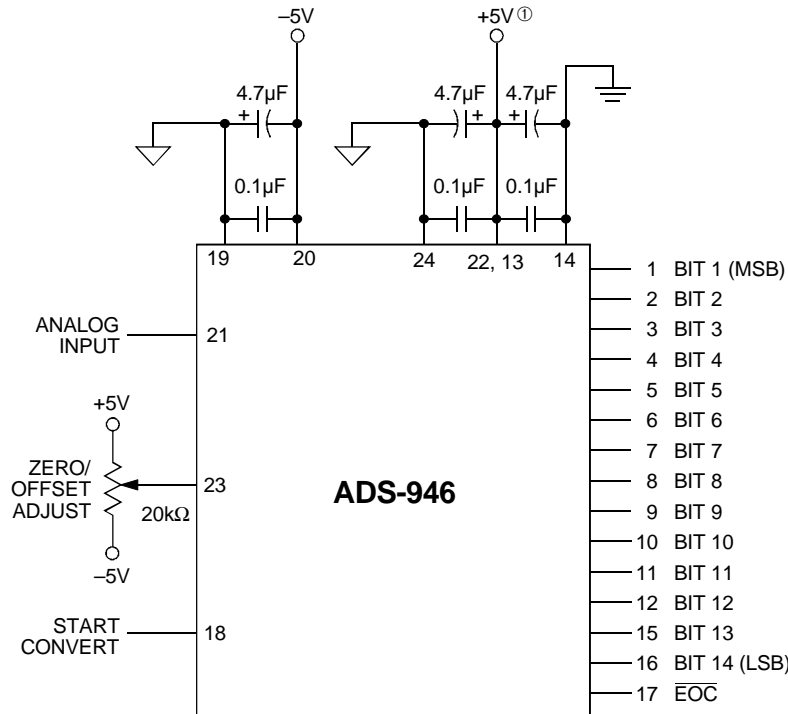 –5V
+5V ①
4.7µF
+
4.7µF
+
4.7µF
+
0.1µF
0.1µF
0.1µF
19
20
24
22, 13
14
ANALOG
INPUT
21
+5V
ZERO/
OFFSET
ADJUST
20kΩ
23
–5V
START
CONVERT
18
ADS-946
1 BIT 1 (MSB)
2 BIT 2
3 BIT 3
4 BIT 4
5 BIT 5
6 BIT 6
7 BIT 7
8 BIT 8
9 BIT 9
10 BIT 10
11 BIT 11
12 BIT 12
15 BIT 13
16 BIT 14 (LSB)
17 E̅O̅C̅